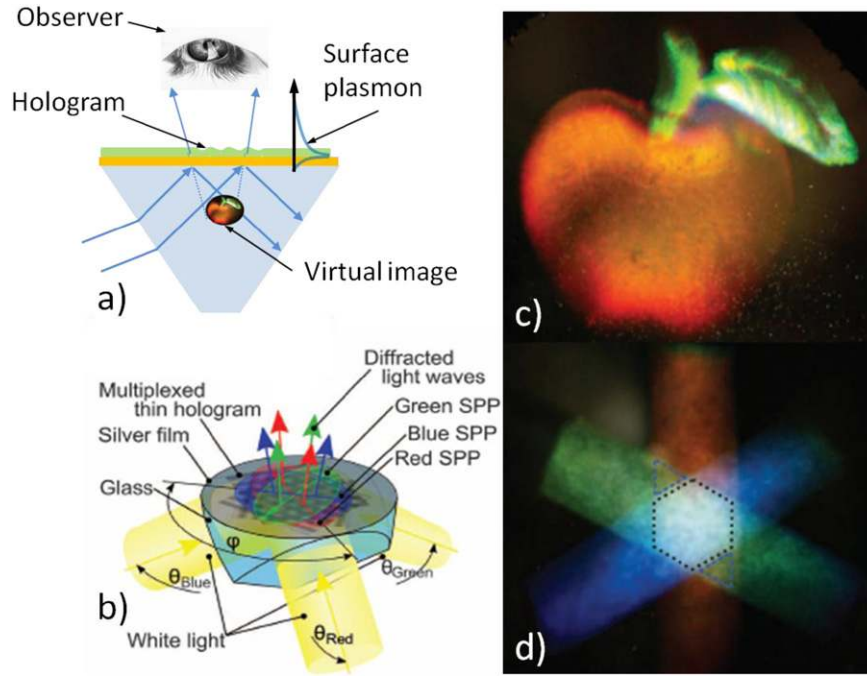 Observer
Hologram
Surface
plasmon
Virtual image
a)
Multiplexed
thin hologram
Silver film
Glass
Diffracted
light waves
Green SPP
Blue SPP
Red SPP
φ
θBlue
θGreen
θRed
White light
b)
c)
d)